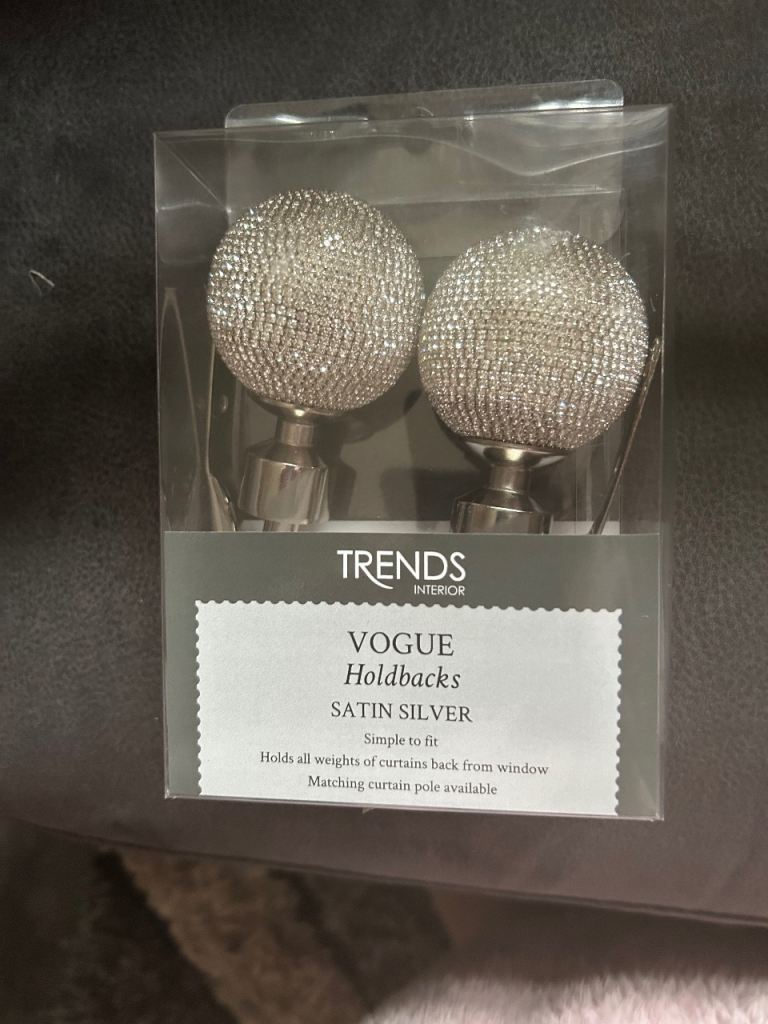 TRENDS
INTERIOR
VOGUE
Holdbacks
SATIN SILVER
Simple to fit
Holds all weights of curtains back from window
Matching curtain pole available